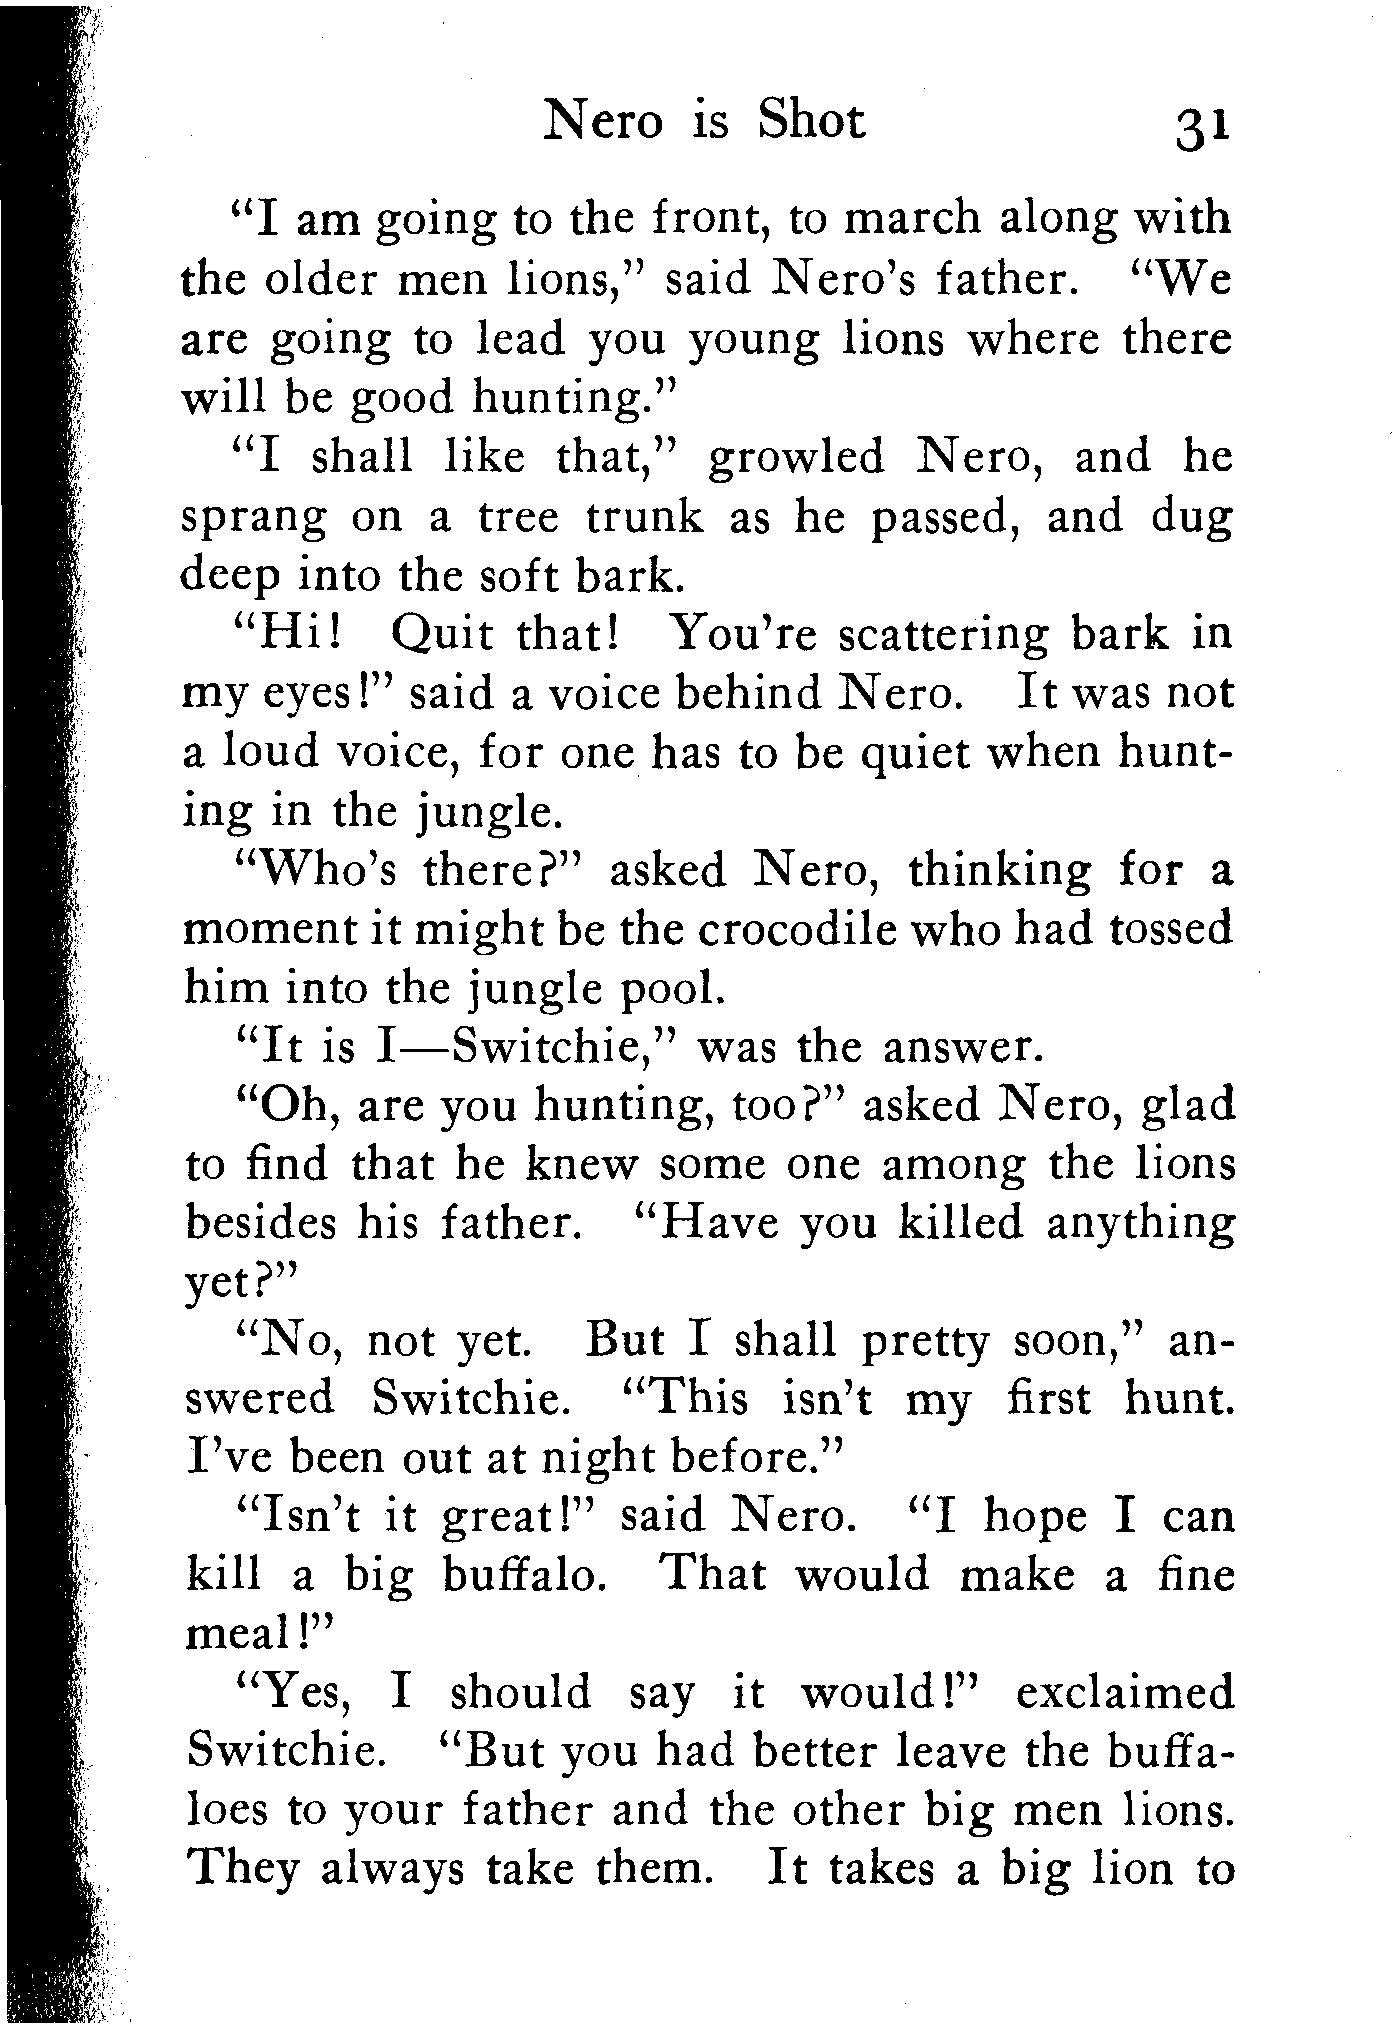 Nero is Shot 31
“I am going to the front, to march along with
the older men lions,” said Nero’s father. “We
are going to lead you young lions where there
will be good hunting.”
“I shall like that,” growled Nero, and he
sprang on a tree trunk as he passed, and dug
deep into the soft bark.
“Hi! Quit that! You’re scattering bark in
my eyes!” said a voice behind Nero. It was not
a loud voice, for one has to be quiet when hunt-
ing in the jungle.
“Who’s there?” asked Nero, thinking for a
moment it might be the crocodile who had tossed
him into the jungle pool.
“It is I—Switchie,” was the answer.
“Oh, are you hunting, too?” asked Nero, glad
to find that he knew some one among the lions
besides his father. “Have you killed anything
yet?”
“No, not yet. But I shall pretty soon,” an-
swered Switchie. “This isn’t my first hunt.
I’ve been out at night before.”
“Isn’t it great!” said Nero. “I hope I can
kill a big buffalo. That would make a fine
meal!”
“Yes, I should say it would!” exclaimed
Switchie. “But you had better leave the buffa-
loes to your father and the other big men lions.
They always take them. It takes a big lion to